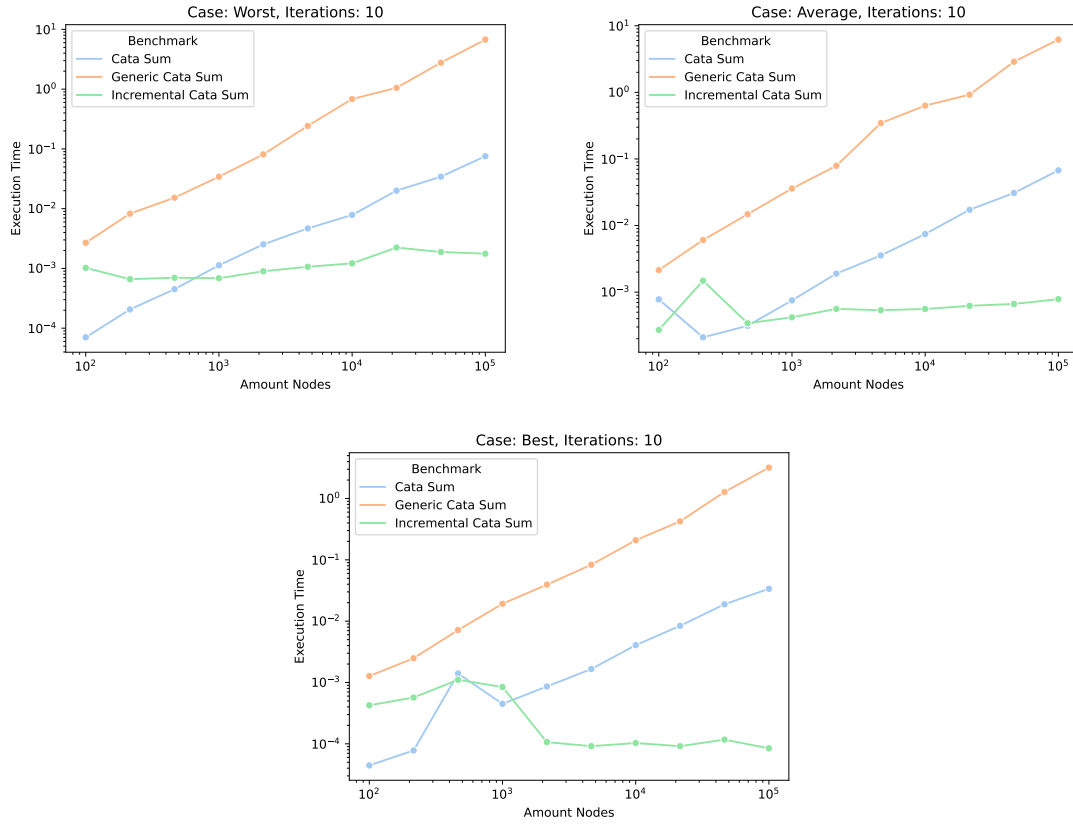 Case: Worst, Iterations: 10
Benchmark
Cata Sum
Generic Cata Sum
Incremental Cata Sum
10¹
10⁰
10⁻¹
10⁻²
10⁻³
10⁻⁴
Execution Time
10²
10³
10⁴
10⁵
Amount Nodes
Case: Average, Iterations: 10
Benchmark
Cata Sum
Generic Cata Sum
Incremental Cata Sum
10¹
10⁰
10⁻¹
10⁻²
10⁻³
Execution Time
10²
10³
10⁴
10⁵
Amount Nodes
Case: Best, Iterations: 10
Benchmark
Cata Sum
Generic Cata Sum
Incremental Cata Sum
10⁰
10⁻¹
10⁻²
10⁻³
10⁻⁴
Execution Time
10²
10³
10⁴
10⁵
Amount Nodes